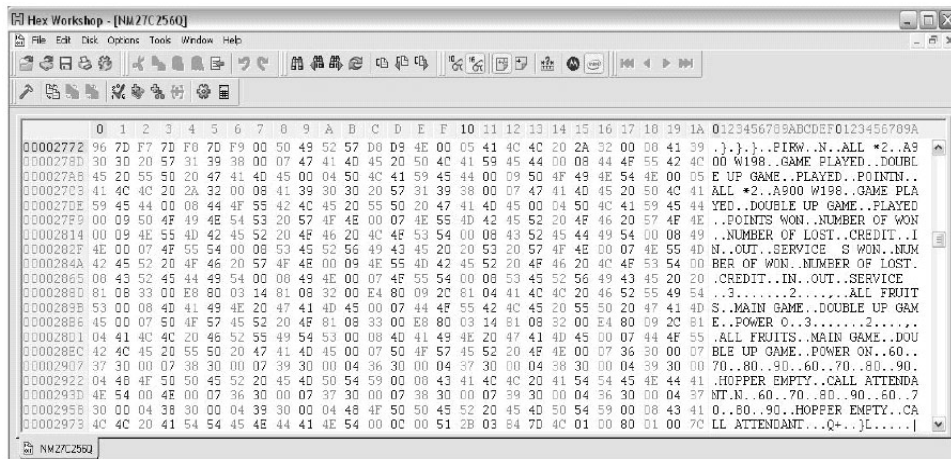 Hex Workshop - [NM27C256Q]
File Edit Disk Options Tools Window Help
0 1 2 3 4 5 6 7 8 9 A B C D E F 10 11 12 13 14 15 16 17 18 19 1A 0123456789ABCDEF0123456789A
00002772 96 7D F7 7D F8 7D F9 00 50 49 52 57 D8 D9 4E 00 05 41 4C 4C 20 2A 32 00 08 41 39 .}.}.}..PIRW..N..ALL *2..A9
0000278D 30 30 20 57 31 39 38 00 07 47 41 4D 45 20 50 4C 41 59 45 44 00 08 44 4F 55 42 4C 00 W198..GAME PLAYED..DOUBL
000027A8 45 20 55 50 20 47 41 4D 45 00 04 50 4C 41 59 45 44 00 09 50 4F 49 4E 54 4E 00 05 E UP GAME..PLAYED..POINTN..
000027C3 41 4C 4C 20 2A 32 00 08 41 39 30 30 20 57 31 39 38 00 07 47 41 4D 45 20 50 4C 41 ALL *2..A900 W198..GAME PLA
000027DE 59 45 44 00 08 44 4F 55 42 4C 45 20 55 50 20 47 41 4D 45 00 04 50 4C 41 59 45 44 YED..DOUBLE UP GAME..PLAYED
000027F9 00 09 50 4F 49 4E 54 53 20 57 4F 4E 00 07 4E 55 4D 42 45 52 20 4F 46 20 57 4F 4E ..POINTS WON..NUMBER OF WON
00002814 00 09 4E 55 4D 42 45 52 20 4F 46 20 4C 4F 53 54 00 08 43 52 45 44 49 54 00 08 49 ..NUMBER OF LOST..CREDIT..I
0000282F 4E 00 07 4F 55 54 00 08 53 45 52 56 49 43 45 20 20 53 20 57 4F 4E 00 07 4E 55 4D N..OUT..SERVICE  S WON..NUM
0000284A 42 45 52 20 4F 46 20 57 4F 4E 00 09 4E 55 4D 42 45 52 20 4F 46 20 4C 4F 53 54 00 BER OF WON..NUMBER OF LOST.
00002865 08 43 52 45 44 49 54 00 08 49 4E 00 07 4F 55 54 00 08 53 45 52 56 49 43 45 20 20 .CREDIT..IN..OUT..SERVICE
00002880 81 08 33 00 E8 80 03 14 81 08 32 00 E4 80 09 2C 81 04 41 4C 4C 20 46 52 55 49 54 ..3.......2....,..ALL FRUIT
0000289B 53 00 08 4D 41 49 4E 20 47 41 4D 45 00 07 44 4F 55 42 4C 45 20 55 50 20 47 41 4D S..MAIN GAME..DOUBLE UP GAM
000028B6 45 00 07 50 4F 57 45 52 20 4F 81 08 33 00 E8 80 03 14 81 08 32 00 E4 80 09 2C 81 E..POWER O..3.......2....,.
000028D1 04 41 4C 4C 20 46 52 55 49 54 53 00 08 4D 41 49 4E 20 47 41 4D 45 00 07 44 4F 55 .ALL FRUITS..MAIN GAME..DOU
000028EC 42 4C 45 20 55 50 20 47 41 4D 45 00 07 50 4F 57 45 52 20 4F 4E 00 07 36 30 00 07 BLE UP GAME..POWER ON..60..
00002907 37 30 00 07 38 30 00 07 39 30 00 04 36 30 00 04 37 30 00 04 38 30 00 04 39 30 00 70..80..90..60..70..80..90.
00002922 04 48 4F 50 50 45 52 20 45 4D 50 54 59 00 08 43 41 4C 4C 20 41 54 54 45 4E 44 41 .HOPPER EMPTY..CALL ATTENDA
0000293D 4E 54 00 4E 00 07 36 30 00 07 37 30 00 07 38 30 00 07 39 30 00 04 36 30 00 04 37 NT.N..60..70..80..90..60..7
00002958 30 00 04 38 30 00 04 39 30 00 04 48 4F 50 50 45 52 20 45 4D 50 54 59 00 08 43 41 0..80..90..HOPPER EMPTY..CA
00002973 4C 4C 20 41 54 54 45 4E 44 41 4E 54 00 0C 00 51 2B 03 84 7D 4C 01 00 80 01 00 7C LL ATTENDANT...Q+..}L.....|
NM27C256Q